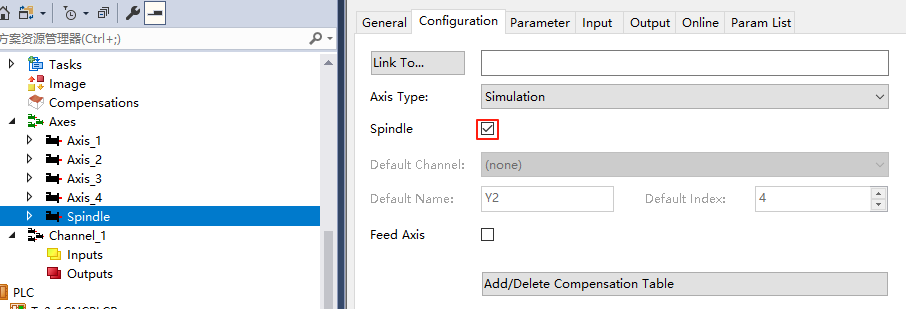 方案资源管理器(Ctrl+;)
Tasks
Image
Compensations
Axes
Axis_1
Axis_2
Axis_3
Axis_4
Spindle
Channel_1
Inputs
Outputs
PLC
General Configuration Parameter Input Output Online Param List
Link To...
Axis Type: Simulation
Spindle
Default Channel: (none)
Default Name: Y2 Default Index: 4
Feed Axis
Add/Delete Compensation Table